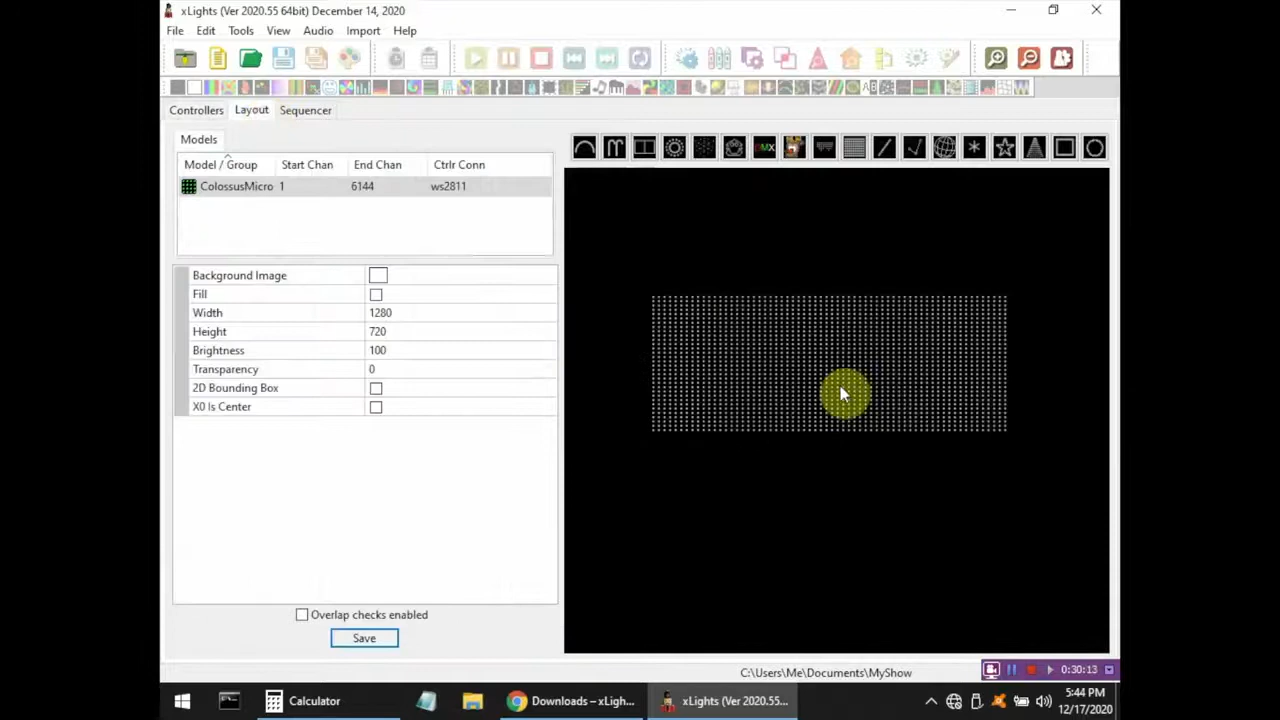 xLights (Ver 2020.55 64bit) December 14, 2020
File Edit Tools View Audio Import Help
Controllers Layout Sequencer
Models
Model / Group Start Chan End Chan Ctrlr Conn
ColossusMicro 1 6144 ws2811
DMX
Background Image
Fill
Width 1280
Height 720
Brightness 100
Transparency 0
2D Bounding Box
X0 Is Center
Overlap checks enabled
Save
C:\Users\Me\Documents\MyShow
0:30:13
Calculator
Downloads – xLigh...
xLights (Ver 2020.55...
5:44 PM
12/17/2020